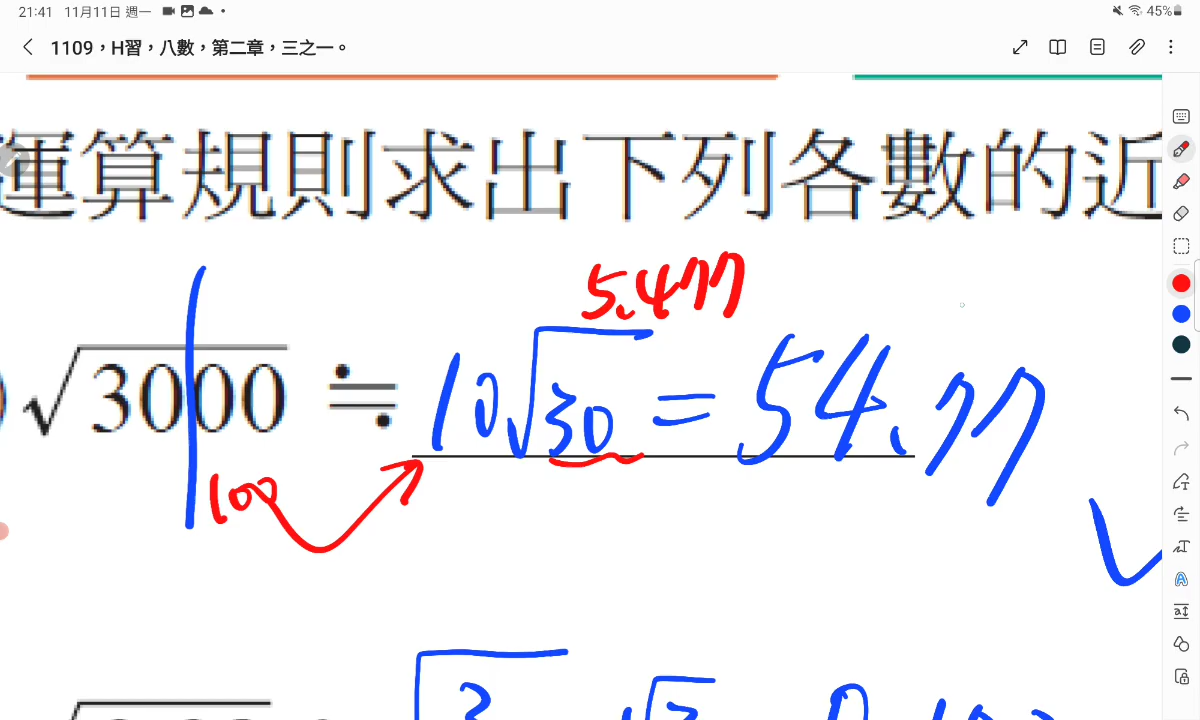 21:41 11月11日 週一 45%
1109，H習，八數，第二章，三之一。
運算規則求出下列各數的近
5.477
√3000 ≒ 10√30 = 54.77
100